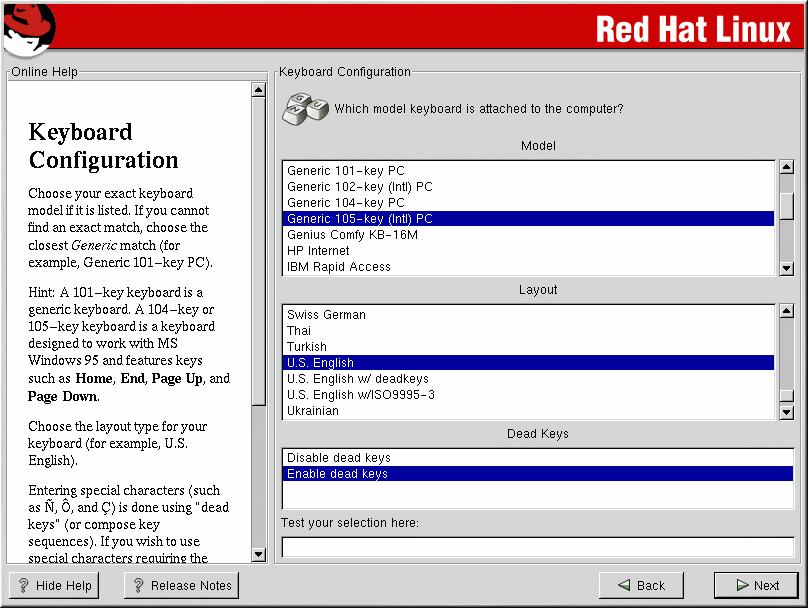 Red Hat Linux
Online Help
Keyboard
Configuration
Choose your exact keyboard
model if it is listed. If you cannot
find an exact match, choose the
closest Generic match (for
example, Generic 101-key PC).
Hint: A 101-key keyboard is a
generic keyboard. A 104-key or
105-key keyboard is a keyboard
designed to work with MS
Windows 95 and features keys
such as Home, End, Page Up, and
Page Down.
Choose the layout type for your
keyboard (for example, U.S.
English).
Entering special characters (such
as Ñ, Ô, and Ç) is done using "dead
keys" (or compose key
sequences). If you wish to use
special characters requiring the
Keyboard Configuration
G N U
Which model keyboard is attached to the computer?
Model
Generic 101-key PC
Generic 102-key (Intl) PC
Generic 104-key PC
Generic 105-key (Intl) PC
Genius Comfy KB-16M
HP Internet
IBM Rapid Access
Layout
Swiss German
Thai
Turkish
U.S. English
U.S. English w/ deadkeys
U.S. English w/ISO9995-3
Ukrainian
Dead Keys
Disable dead keys
Enable dead keys
Test your selection here:
? Hide Help
? Release Notes
Back
Next